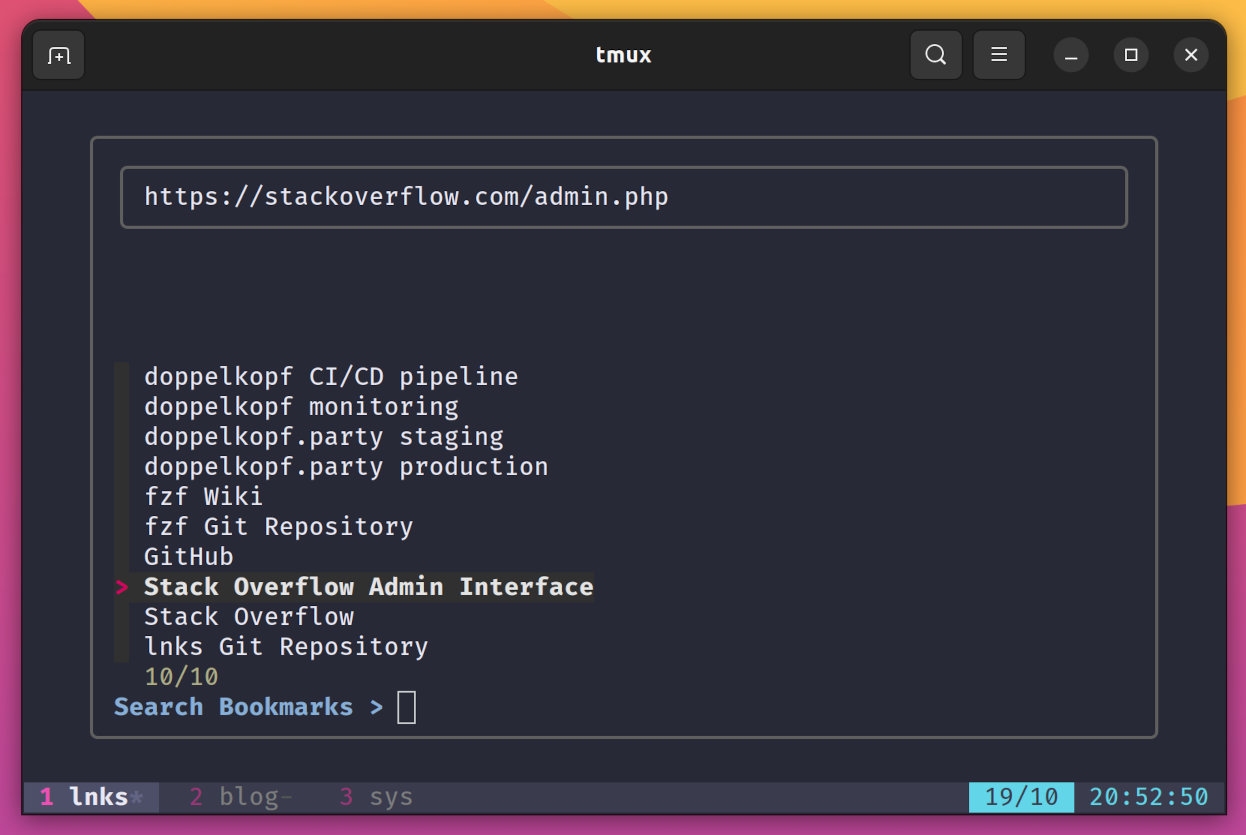 tmux
https://stackoverflow.com/admin.php
doppelkopf CI/CD pipeline
doppelkopf monitoring
doppelkopf.party staging
doppelkopf.party production
fzf Wiki
fzf Git Repository
GitHub
> Stack Overflow Admin Interface
Stack Overflow
lnks Git Repository
10/10
Search Bookmarks >
1 lnks* 2 blog- 3 sys 19/10 20:52:50